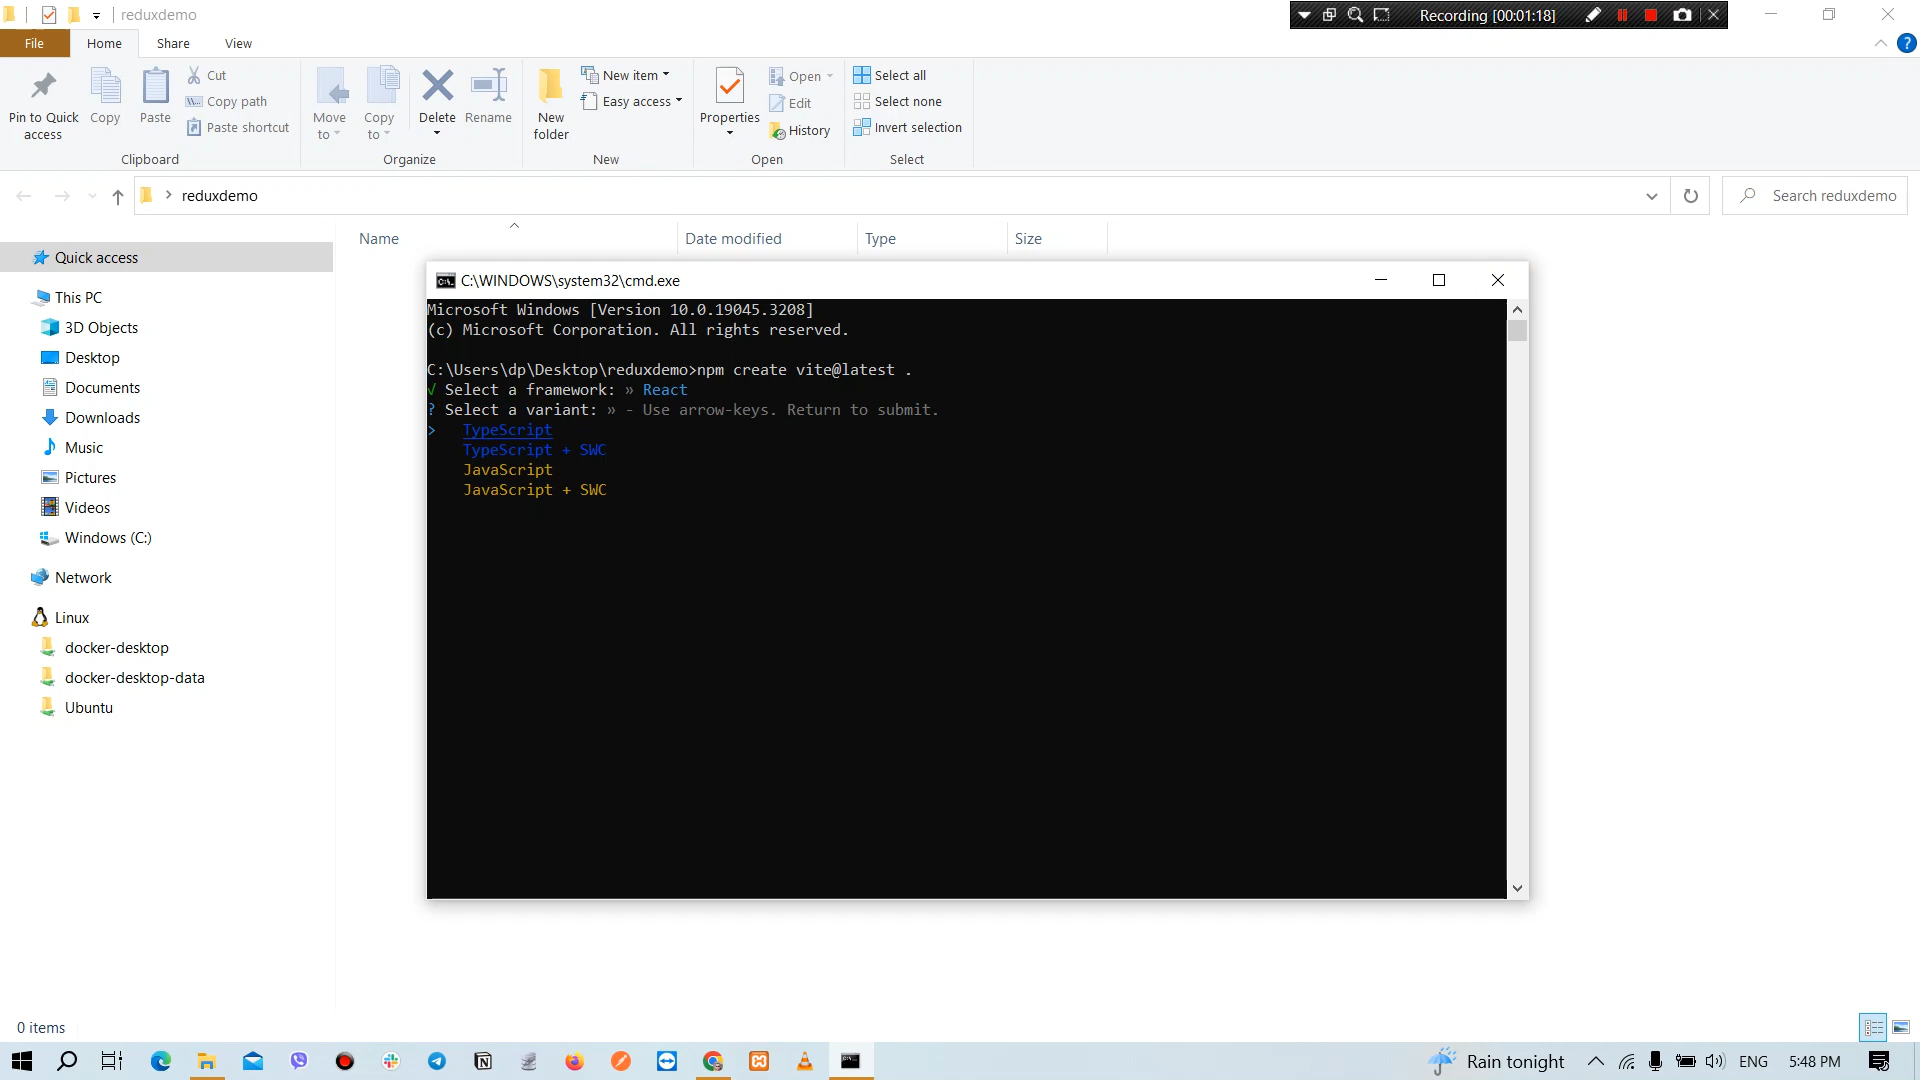 reduxdemo
Recording [00:01:18]
File
Home
Share
View
Pin to Quick access
Copy
Paste
Cut
Copy path
Paste shortcut
Clipboard
Move to
Copy to
Delete
Rename
Organize
New folder
New item
Easy access
New
Properties
Open
Edit
History
Open
Select all
Select none
Invert selection
Select
reduxdemo
Search reduxdemo
Name
Date modified
Type
Size
Quick access
This PC
3D Objects
Desktop
Documents
Downloads
Music
Pictures
Videos
Windows (C:)
Network
Linux
docker-desktop
docker-desktop-data
Ubuntu
C:\WINDOWS\system32\cmd.exe
Microsoft Windows [Version 10.0.19045.3208]
(c) Microsoft Corporation. All rights reserved.
C:\Users\dp\Desktop\reduxdemo>npm create vite@latest .
√ Select a framework: » React
? Select a variant: » - Use arrow-keys. Return to submit.
> TypeScript
TypeScript + SWC
JavaScript
JavaScript + SWC
0 items
Rain tonight
ENG
5:48 PM